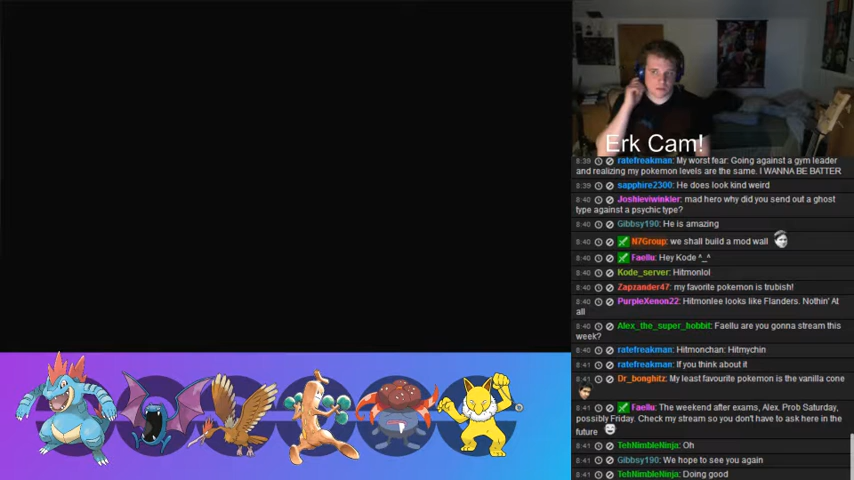 Erk Cam!
8:39 ratefreakman: My worst fear: Going against a gym leader
and realizing my pokemon levels are the same. I WANNA BE BATTER
8:39 sapphire2300: He does look kind weird
8:40 Joshieviwinkler: mad hero why did you send out a ghost
type against a psychic type?
8:40 Gibbsy190: He is amazing
8:40 N7Group: we shall build a mod wall
8:40 Faellu: Hey Kode ^_^
8:40 Kode_server: Hitmonlol
8:40 Zapzander47: my favorite pokemon is trubish!
8:40 PurpleXenon22: Hitmonlee looks like Flanders. Nothin' At
all
8:40 Alex_the_super_bobbit: Faellu are you gonna stream this
week?
8:40 ratefreakman: Hitmonchan: Hitmychin
8:41 ratefreakman: If you think about it
8:41 Dr_bonghitz: My least favourite pokemon is the vanilla cone
8:41 Faellu: The weekend after exams, Alex. Prob Saturday,
possibly Friday. Check my stream so you don't have to ask here in the
future
8:41 TehNimbleNinja: Oh
8:41 Gibbsy190: We hope to see you again
8:41 TehNimbleNinja: Doing good